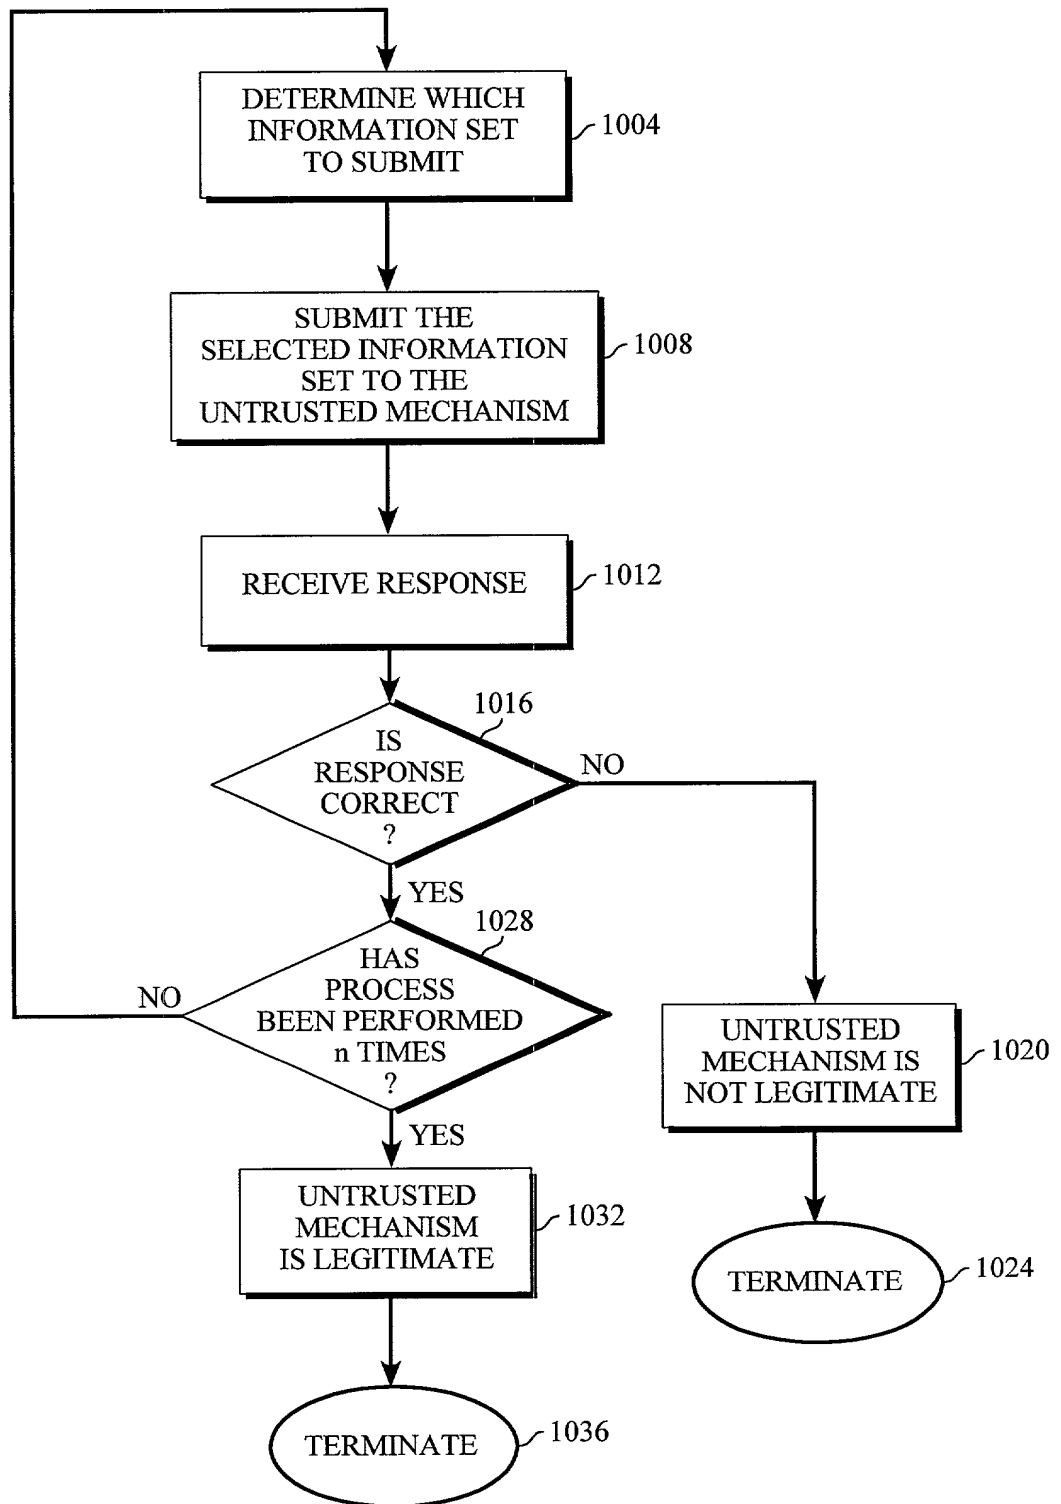 DETERMINE WHICH
INFORMATION SET
TO SUBMIT
1004
SUBMIT THE
SELECTED INFORMATION
SET TO THE
UNTRUSTED MECHANISM
1008
RECEIVE RESPONSE
1012
1016
IS
RESPONSE
CORRECT
?
NO
YES
1028
HAS
PROCESS
BEEN PERFORMED
n TIMES
?
NO
YES
UNTRUSTED
MECHANISM IS
NOT LEGITIMATE
1020
UNTRUSTED
MECHANISM
IS LEGITIMATE
1032
TERMINATE
1024
TERMINATE
1036